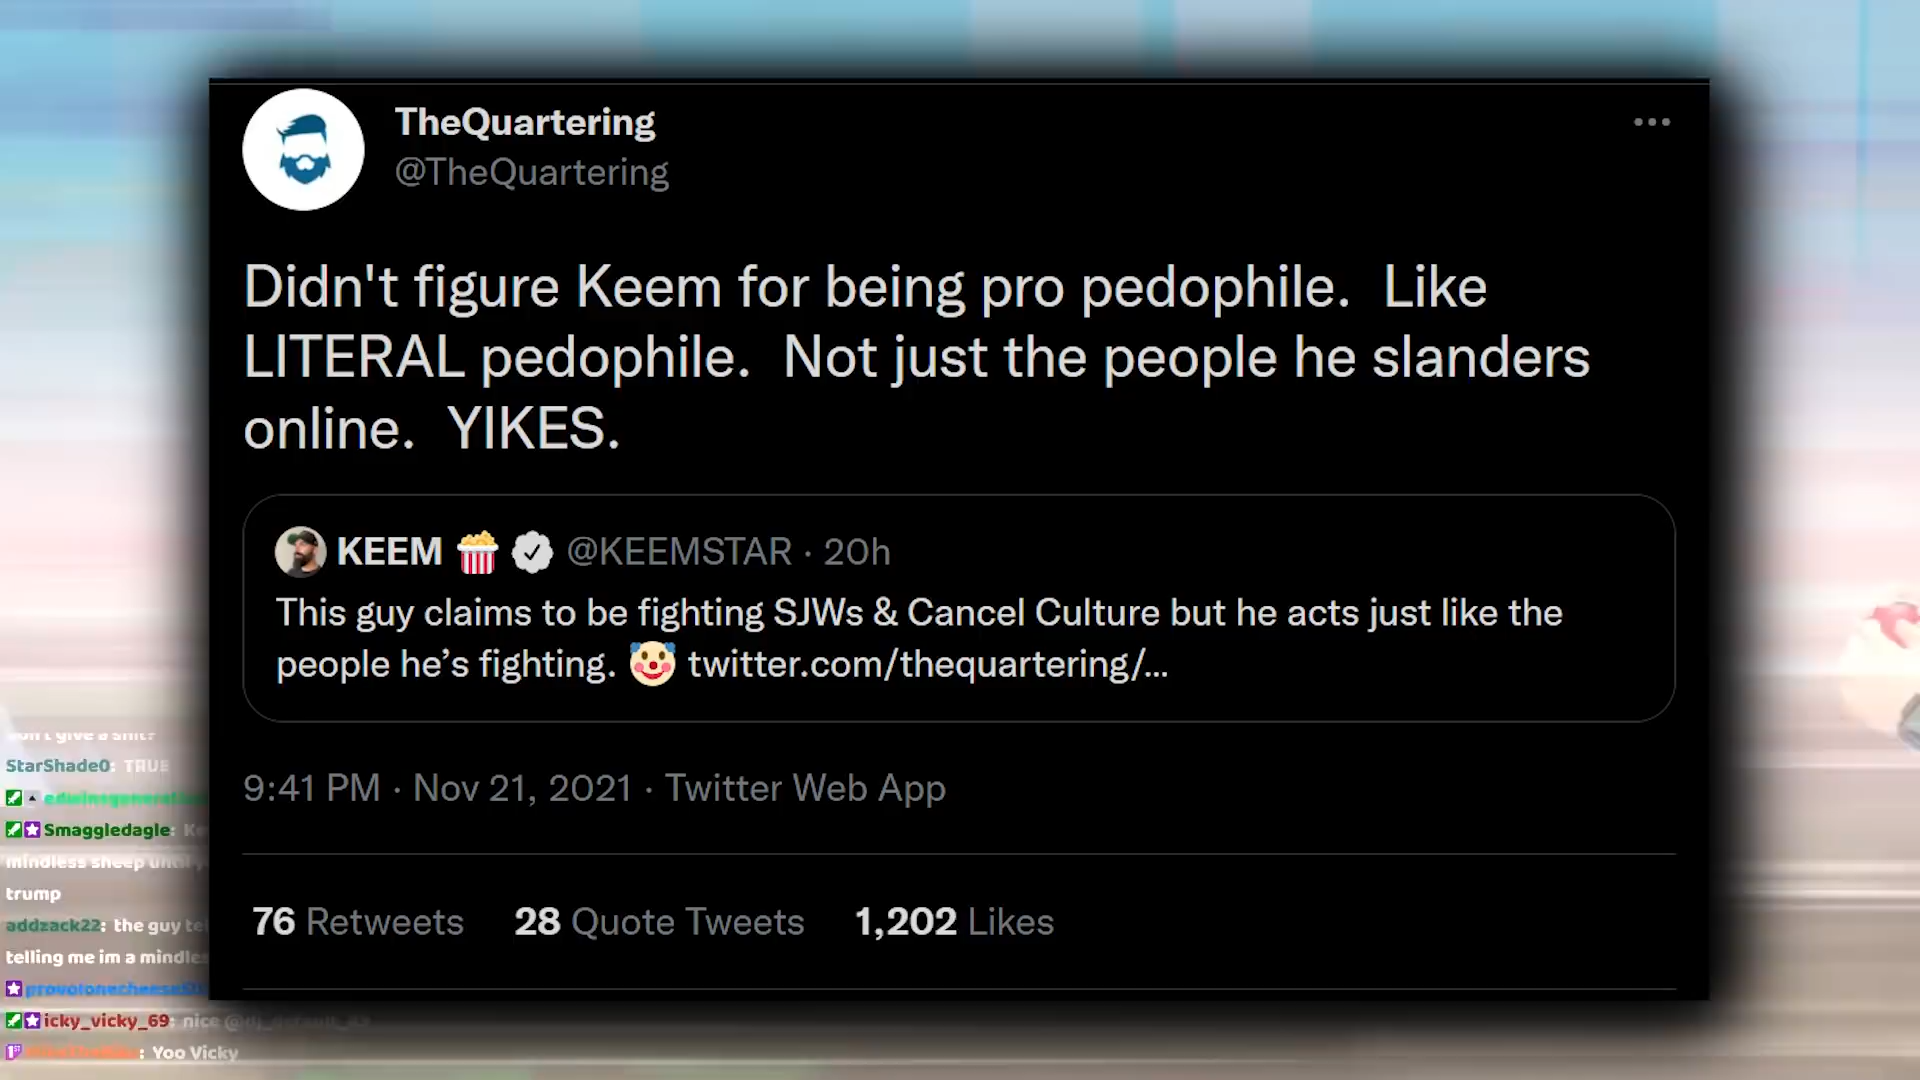 TheQuartering
@TheQuartering
Didn't figure Keem for being pro pedophile. Like
LITERAL pedophile. Not just the people he slanders
online. YIKES.
KEEM 🍿 @KEEMSTAR · 20h
This guy claims to be fighting SJWs & Cancel Culture but he acts just like the
people he’s fighting. 🤡 twitter.com/thequartering/...
9:41 PM · Nov 21, 2021 · Twitter Web App
76 Retweets 28 Quote Tweets 1,202 Likes
don't give a shit?
StarShade0: TRUE
Smaggledagle:
mindless sheep
trump
addzack22: the guy
telling me im a
icky_vicky_69: nice
: Yoo Vicky